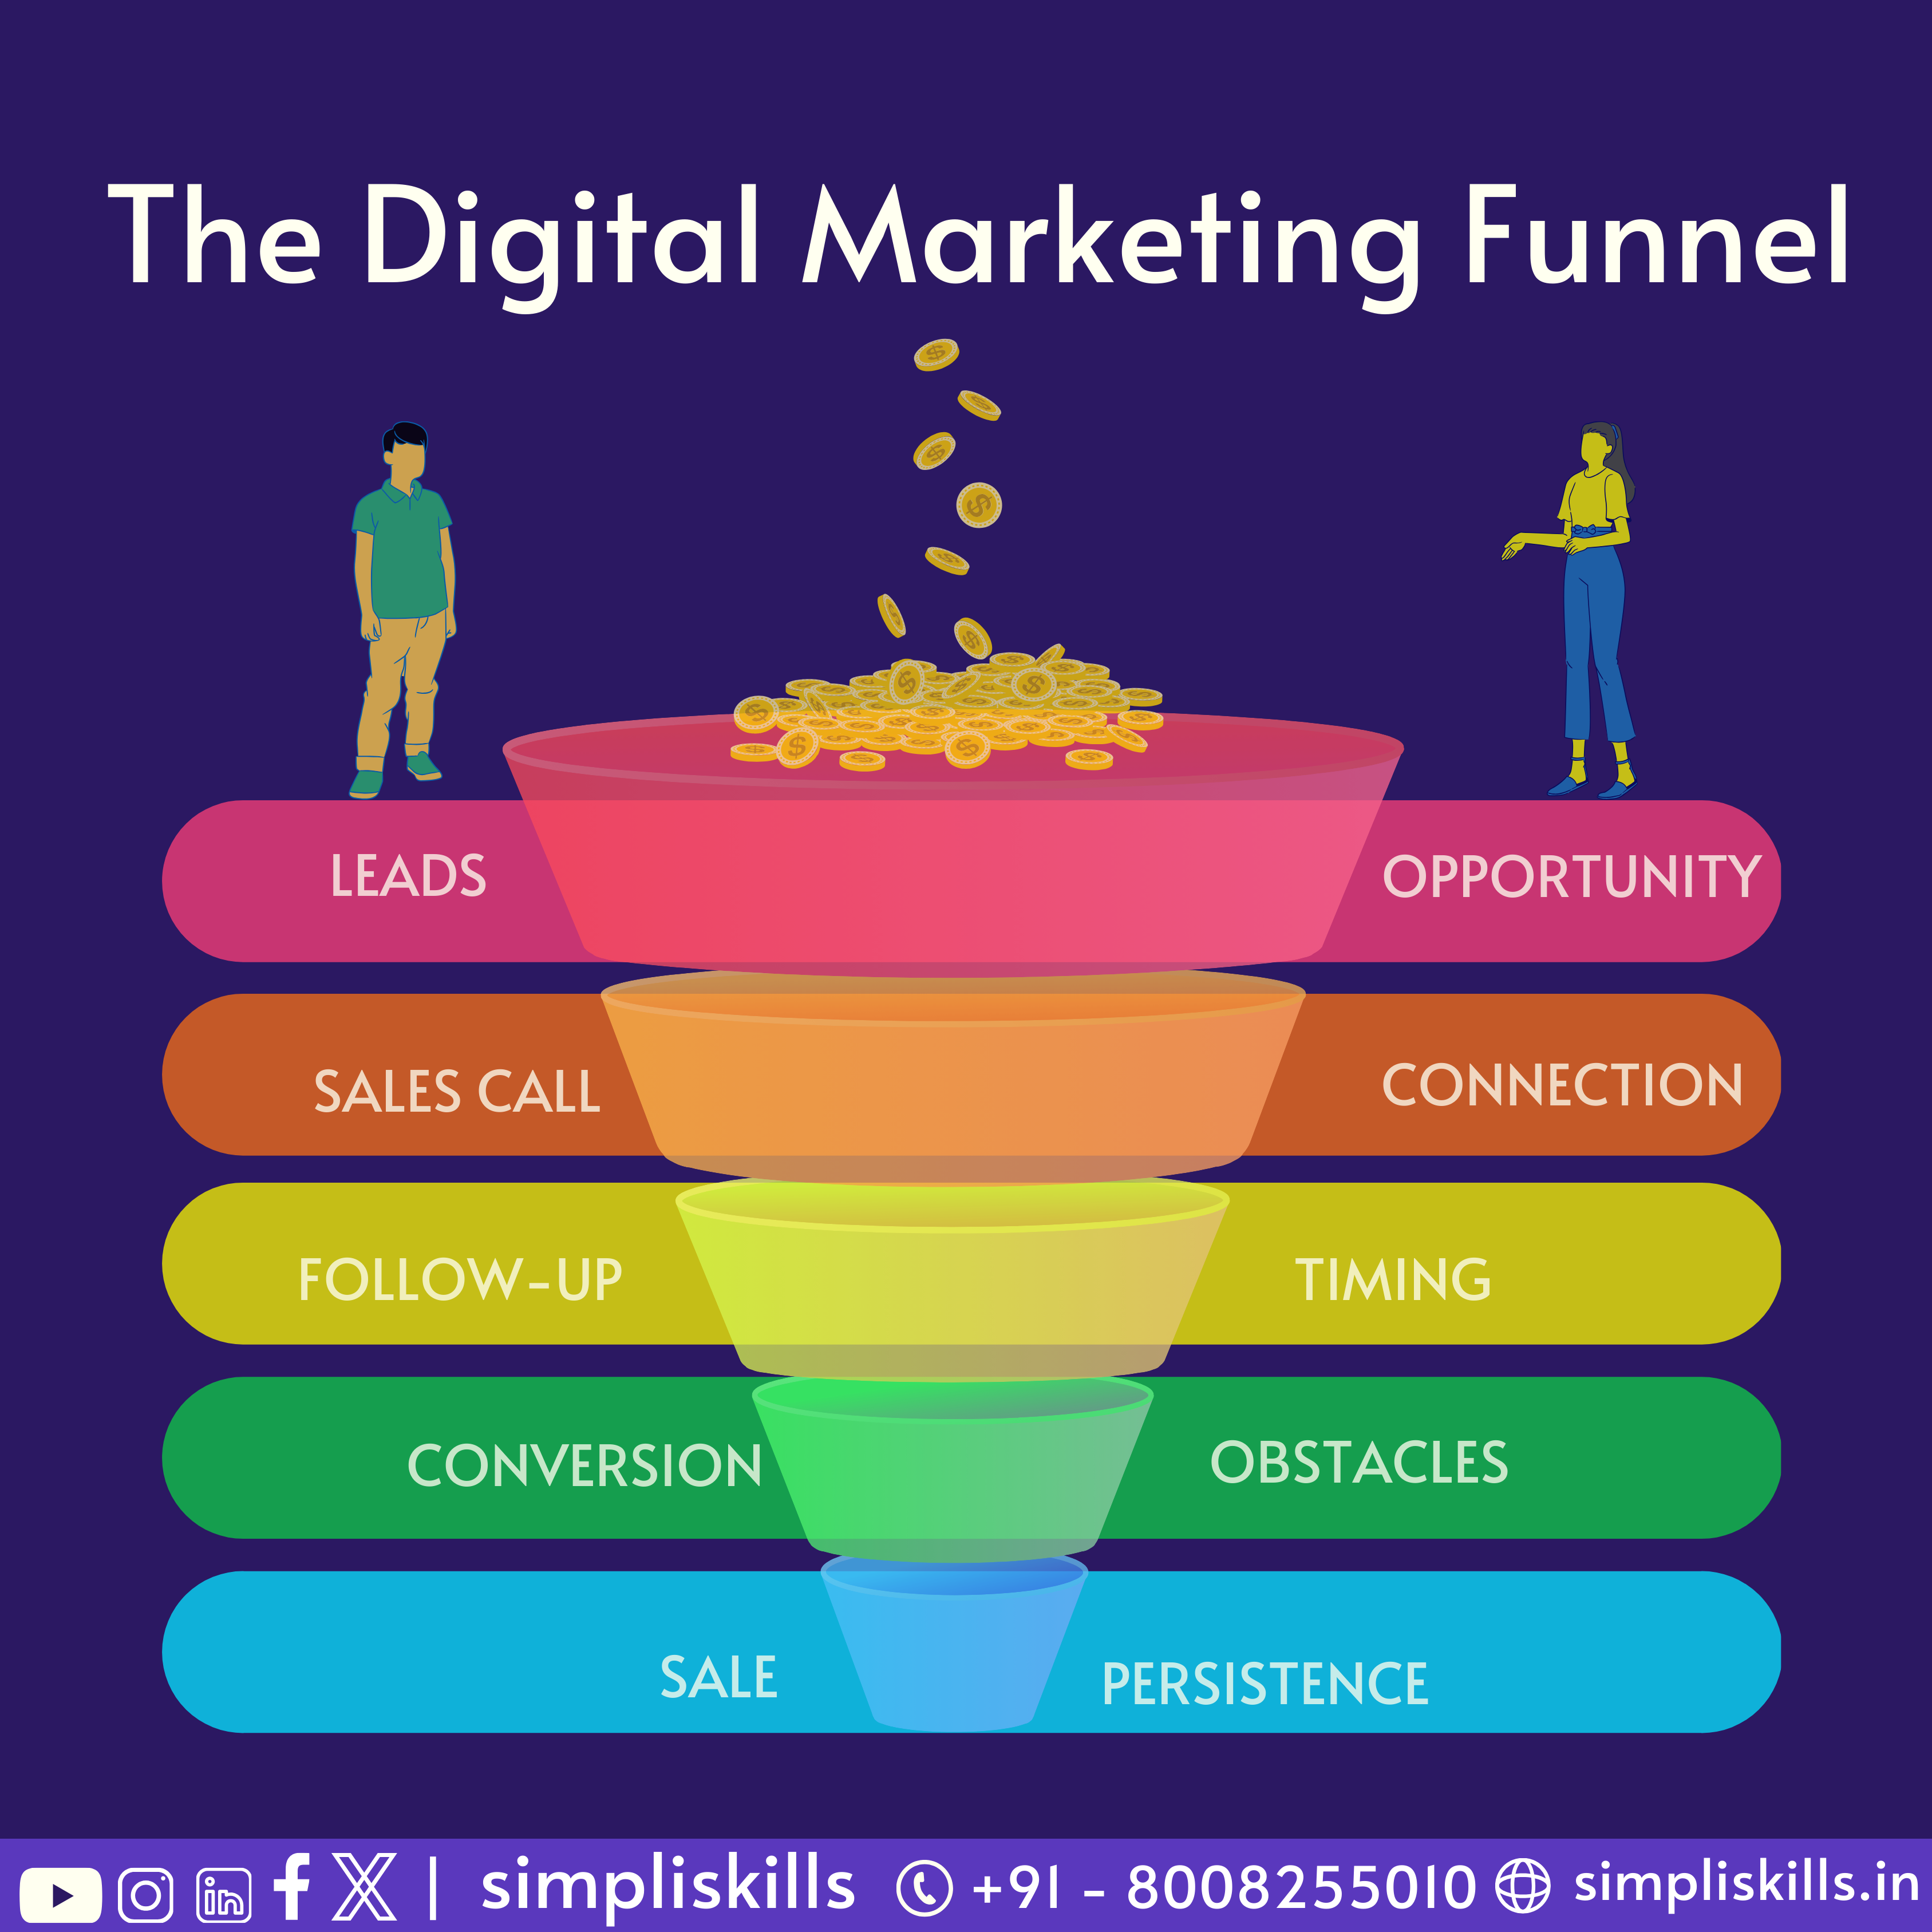 The Digital Marketing Funnel
LEADS OPPORTUNITY
SALES CALL CONNECTION
FOLLOW-UP TIMING
CONVERSION OBSTACLES
SALE PERSISTENCE
| simpliskills +91 - 8008255010 simpliskills.in